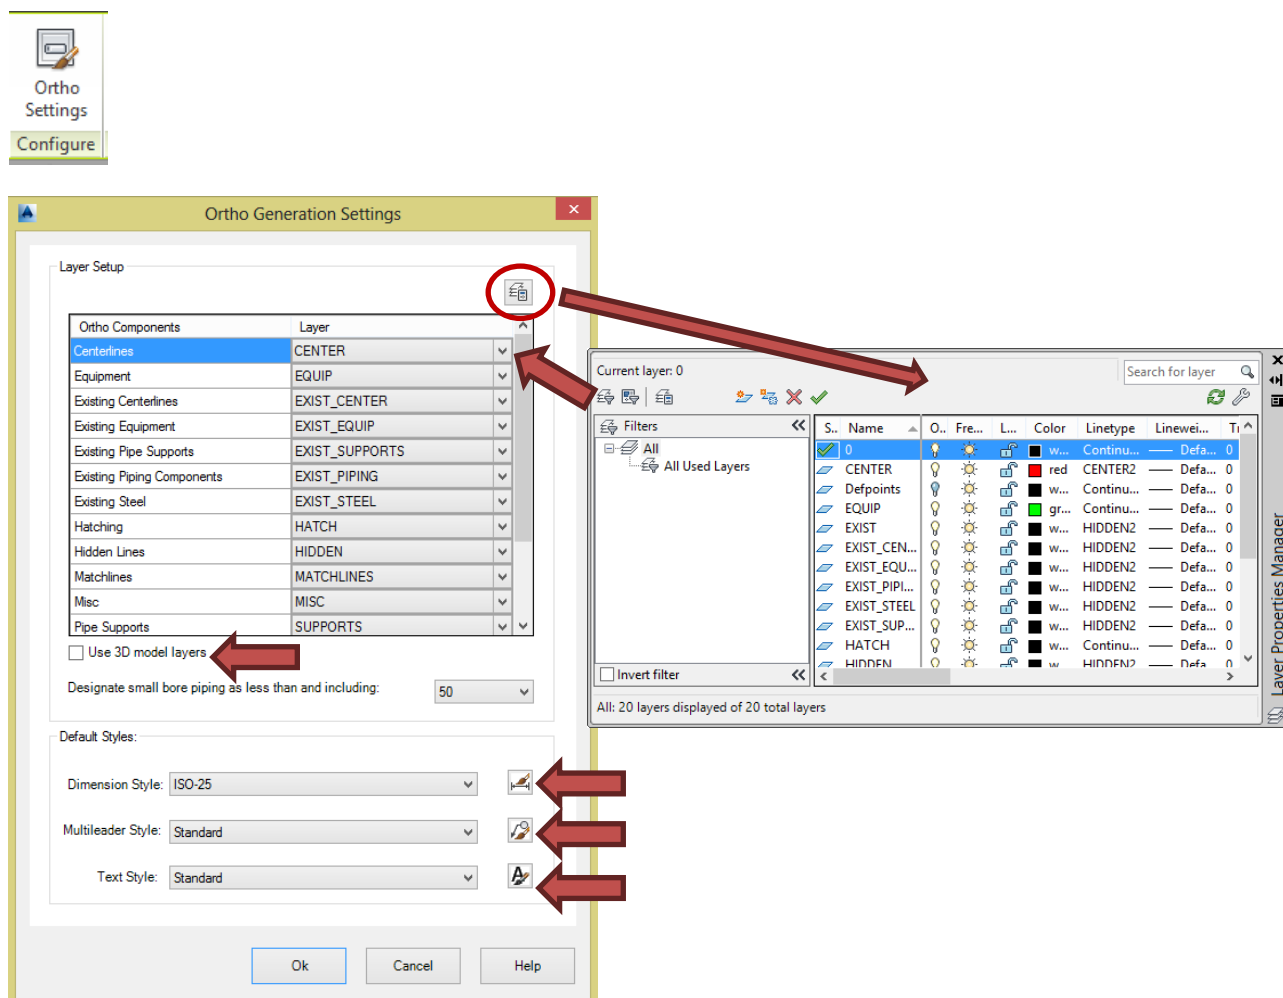 Ortho
Settings
Configure
Ortho Generation Settings
Layer Setup
Ortho Components Layer
Centerlines CENTER
Equipment EQUIP
Existing Centerlines EXIST_CENTER
Existing Equipment EXIST_EQUIP
Existing Pipe Supports EXIST_SUPPORTS
Existing Piping Components EXIST_PIPING
Existing Steel EXIST_STEEL
Hatching HATCH
Hidden Lines HIDDEN
Matchlines MATCHLINES
Misc MISC
Pipe Supports SUPPORTS
Use 3D model layers
Designate small bore piping as less than and including: 50
Default Styles:
Dimension Style: ISO-25
Multileader Style: Standard
Text Style: Standard
Ok Cancel Help
Current layer: 0
Search for layer
Filters
All
All Used Layers
Invert filter
S.. Name O.. Fre... L... Color Linetype Linewei... Tr
0 w... Continu... Defa... 0
CENTER red CENTER2 Defa... 0
Defpoints w... Continu... Defa... 0
EQUIP gr... Continu... Defa... 0
EXIST w... HIDDEN2 Defa... 0
EXIST_CEN... w... HIDDEN2 Defa... 0
EXIST_EQU... w... HIDDEN2 Defa... 0
EXIST_PIPI... w... HIDDEN2 Defa... 0
EXIST_STEEL w... HIDDEN2 Defa... 0
EXIST_SUP... w... HIDDEN2 Defa... 0
HATCH w... Continu... Defa... 0
HIDDEN w HIDDEN2 Defa 0
All: 20 layers displayed of 20 total layers
Layer Properties Manager